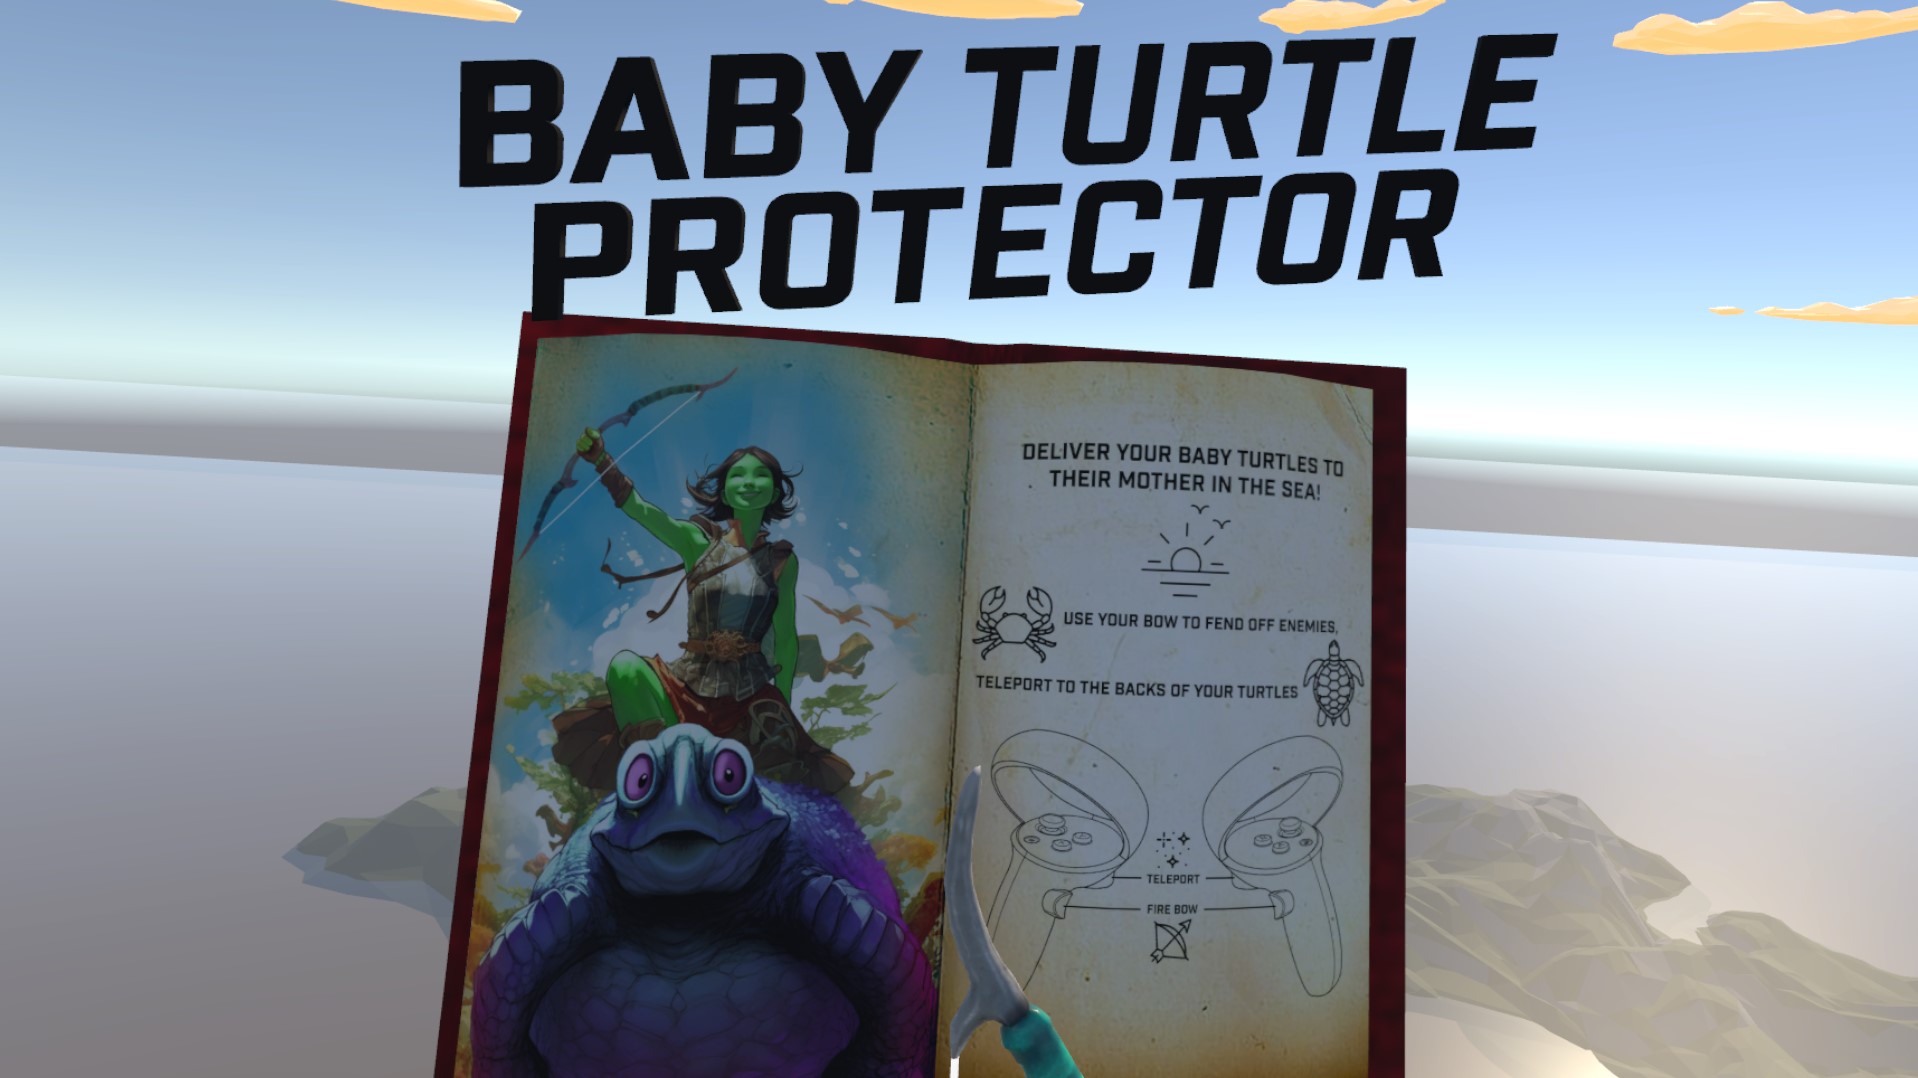 BABY TURTLE
PROTECTOR
DELIVER YOUR BABY TURTLES TO
THEIR MOTHER IN THE SEA!
USE YOUR BOW TO FEND OFF ENEMIES,
TELEPORT TO THE BACKS OF YOUR TURTLES
TELEPORT
FIRE BOW